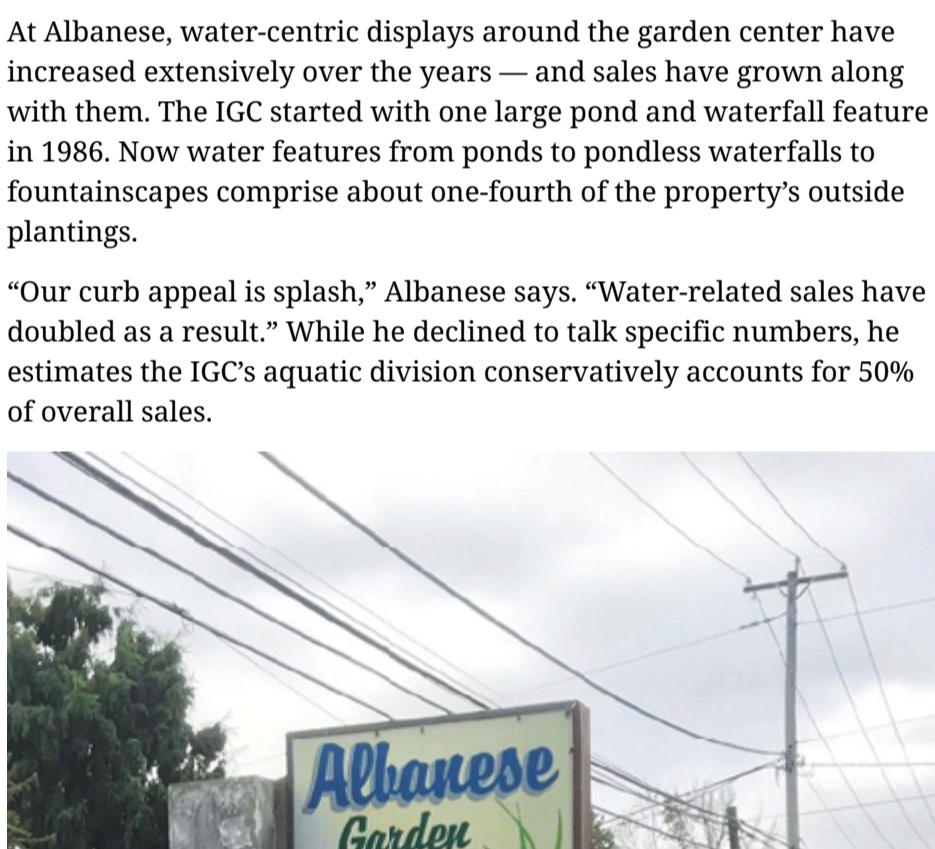 At Albanese, water-centric displays around the garden center have
increased extensively over the years — and sales have grown along
with them. The IGC started with one large pond and waterfall feature
in 1986. Now water features from ponds to pondless waterfalls to
fountainscapes comprise about one-fourth of the property’s outside
plantings.
“Our curb appeal is splash,” Albanese says. “Water-related sales have
doubled as a result.” While he declined to talk specific numbers, he
estimates the IGC’s aquatic division conservatively accounts for 50%
of overall sales.
Albanese
Garden